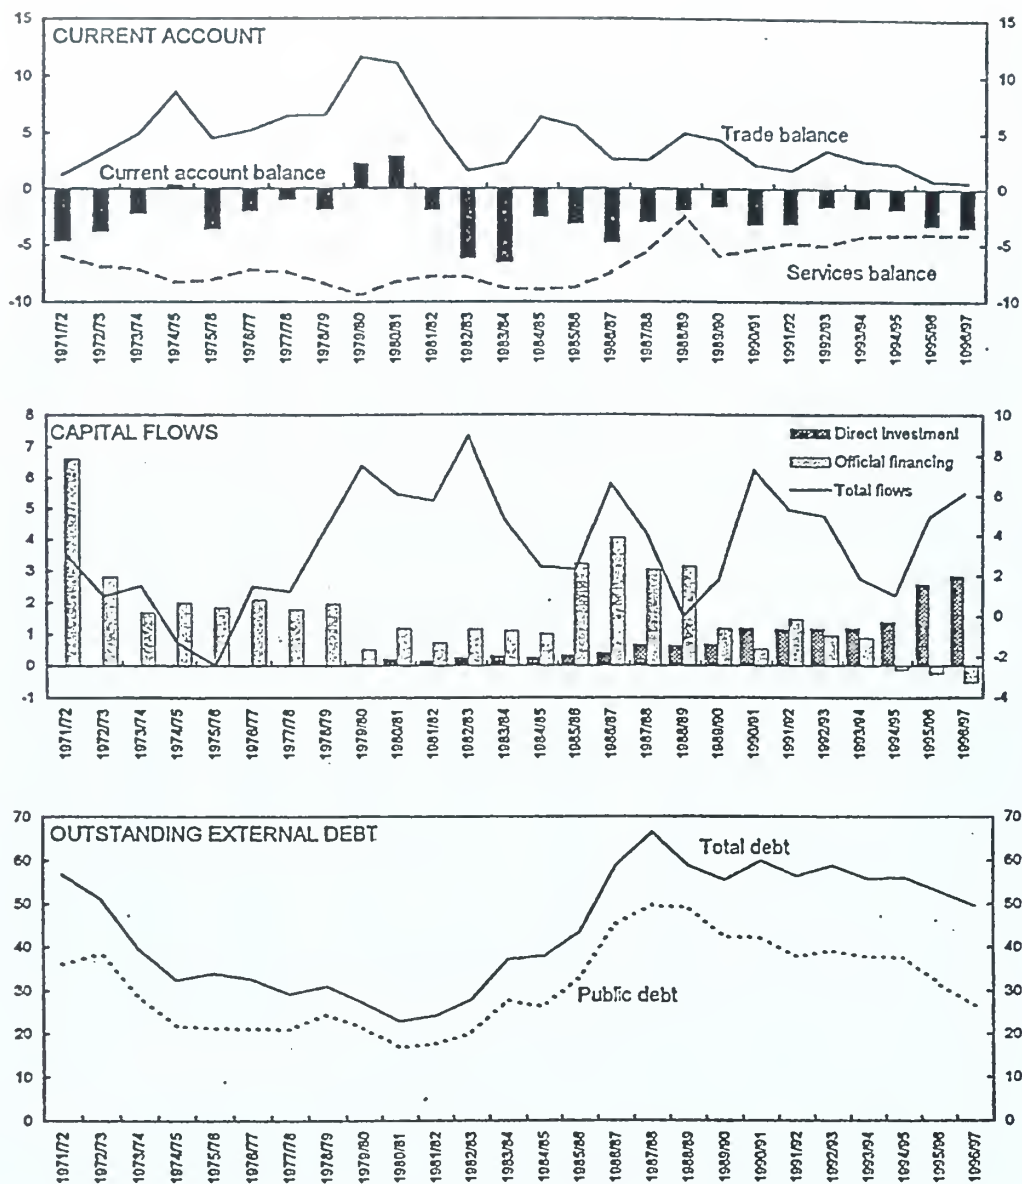 15 CURRENT ACCOUNT 15
10 10
5 Trade balance 5
Current account balance
0 0
-5 Services balance -5
-10 -10
1971/72 1972/73 1973/74 1974/75 1975/76 1976/77 1977/78 1978/79 1979/80 1980/81 1981/82 1982/83 1983/84 1984/85 1985/86 1986/87 1987/88 1988/89 1989/90 1990/91 1991/92 1992/93 1993/94 1994/95 1995/96 1996/97
8 10
CAPITAL FLOWS Direct Investment
7 8
Official financing
6 6
Total flows
5 4
4 2
3 0
2 -2
1 -4
0
-1
1971/72 1972/73 1973/74 1974/75 1975/76 1976/77 1977/78 1978/79 1979/80 1980/81 1981/82 1982/83 1983/84 1984/85 1985/86 1986/87 1987/88 1988/89 1989/90 1990/91 1991/92 1992/93 1993/94 1994/95 1995/96 1996/97
70 OUTSTANDING EXTERNAL DEBT 70
60 Total debt 60
50 50
40 40
30 Public debt 30
20 20
10 10
0 0
1971/72 1972/73 1973/74 1974/75 1975/76 1976/77 1977/78 1978/79 1979/80 1980/81 1981/82 1982/83 1983/84 1984/85 1985/86 1986/87 1987/88 1988/89 1989/90 1990/91 1991/92 1992/93 1993/94 1994/95 1995/96 1996/97